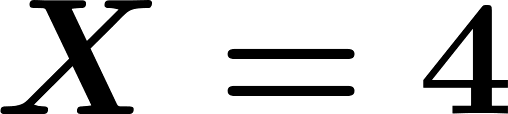 X = 4